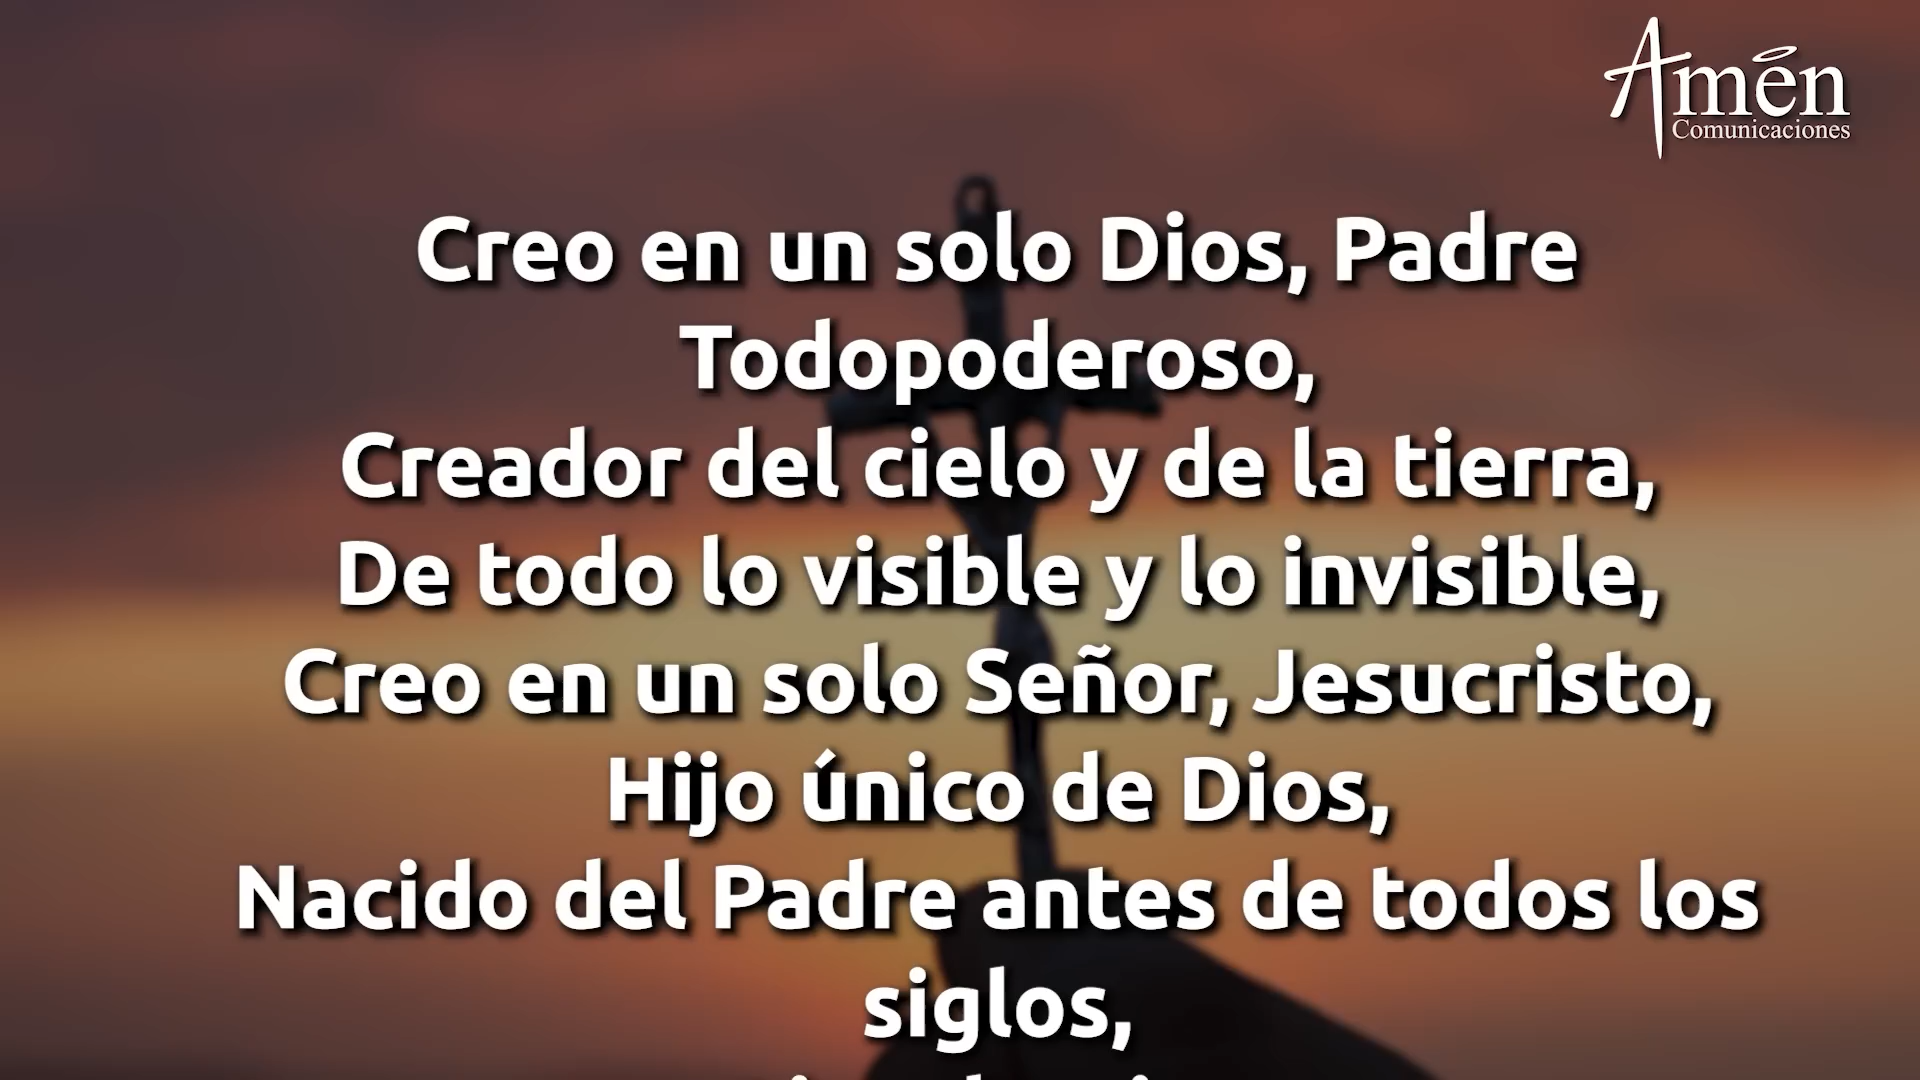 Amén
Comunicaciones
Creo en un solo Dios, Padre
Todopoderoso,
Creador del cielo y de la tierra,
De todo lo visible y lo invisible,
Creo en un solo Señor, Jesucristo,
Hijo único de Dios,
Nacido del Padre antes de todos los
siglos,